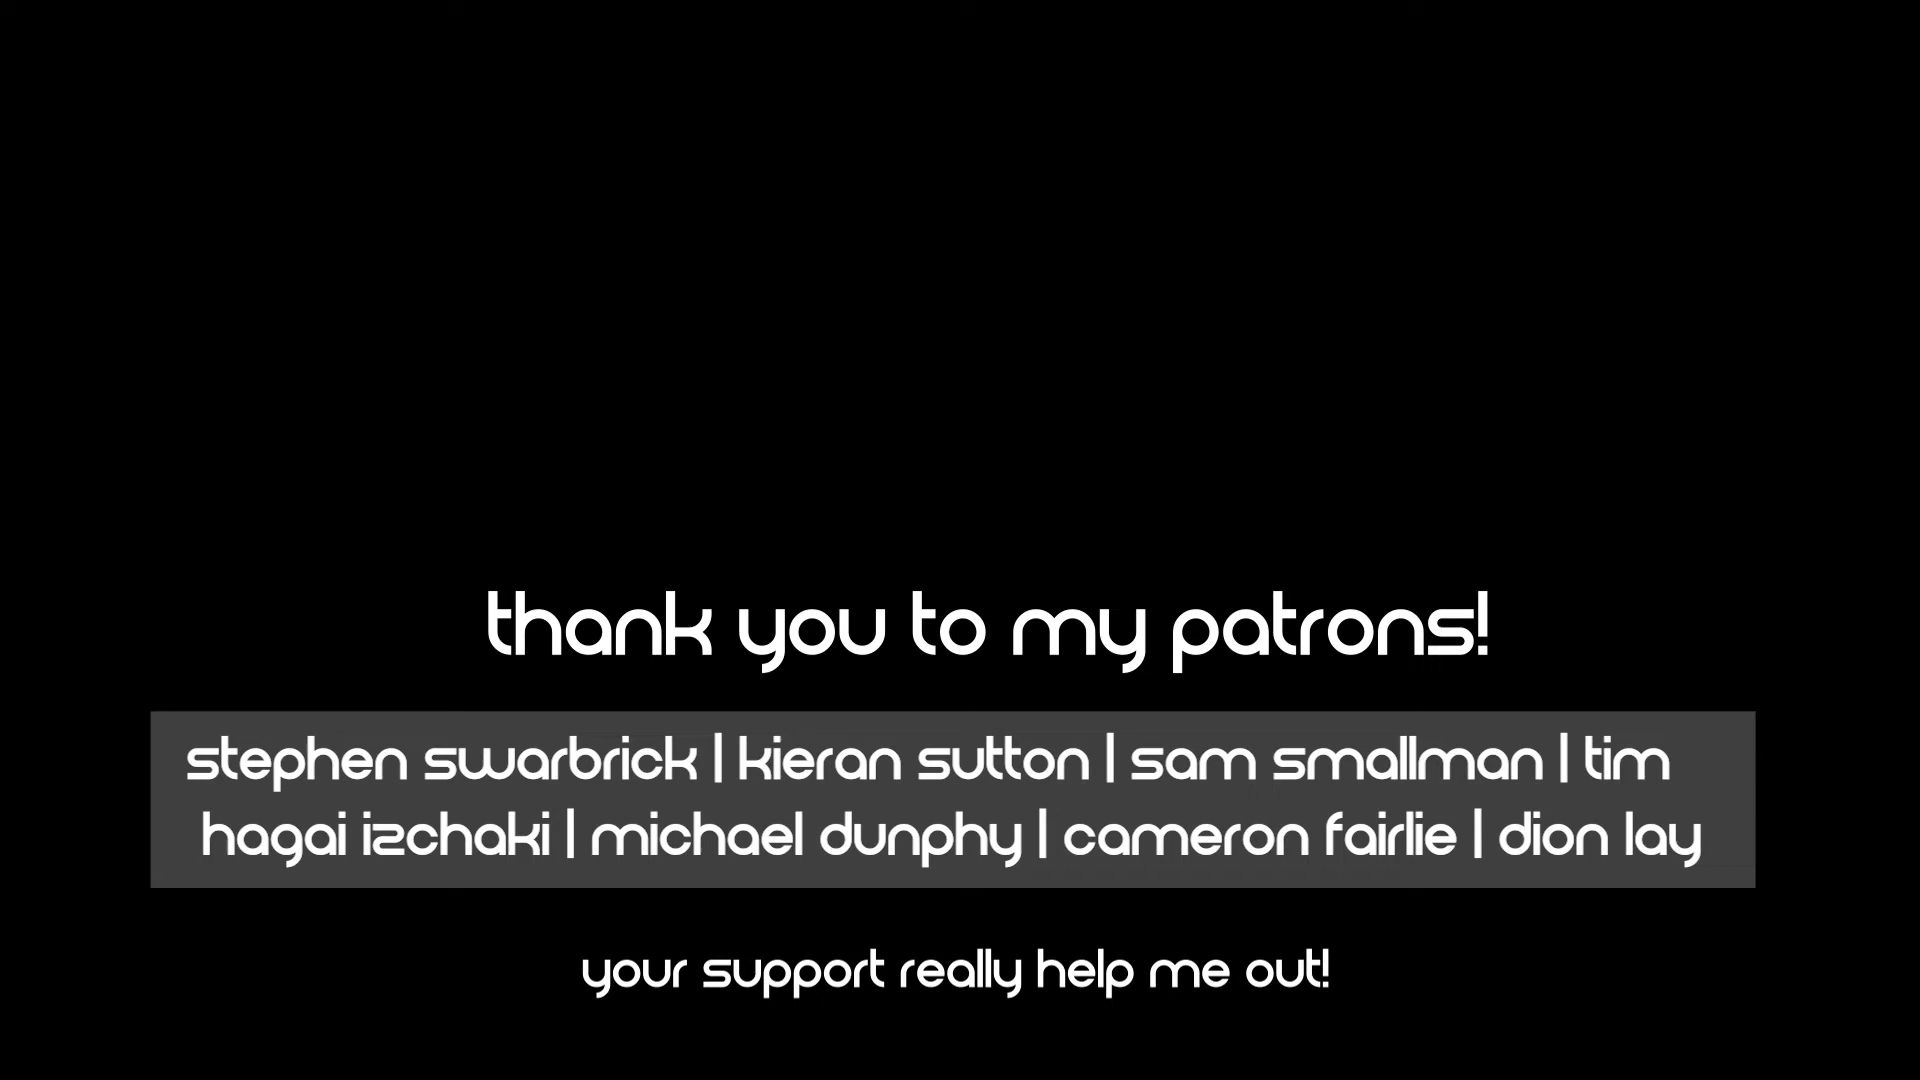 thank you to my patrons!
stephen swarbrick | kieran sutton | sam smallman | tim
hagai izchaki | michael dunphy | cameron fairlie | dion lay
your support really help me out!